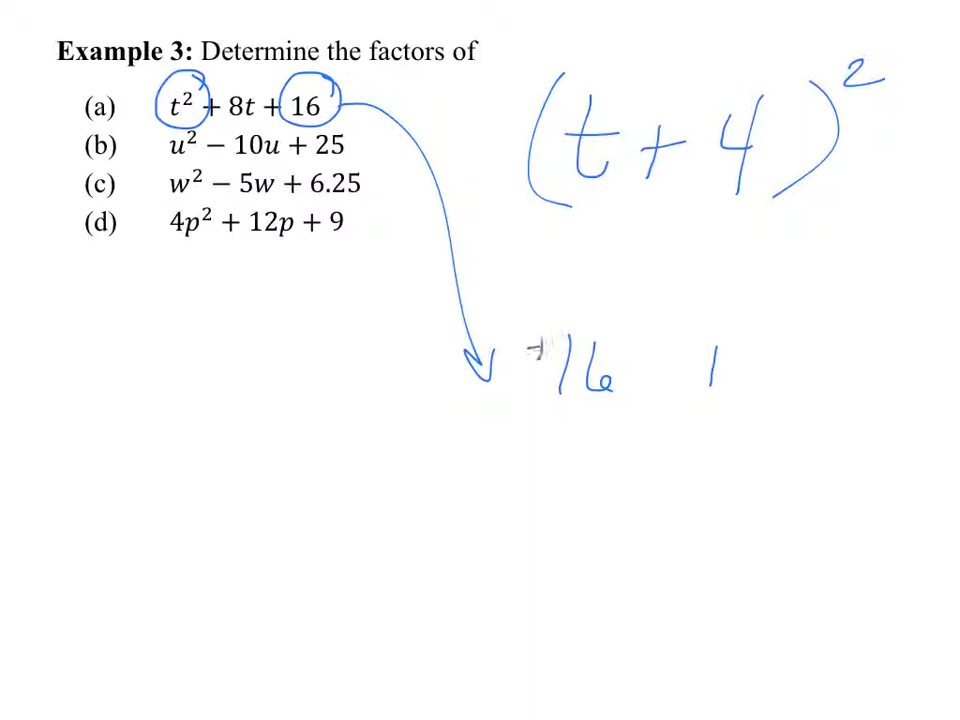 Example 3: Determine the factors of
(a) t² + 8t + 16
(b) u² − 10u + 25
(c) w² − 5w + 6.25
(d) 4p² + 12p + 9
(t + 4)²
16 1